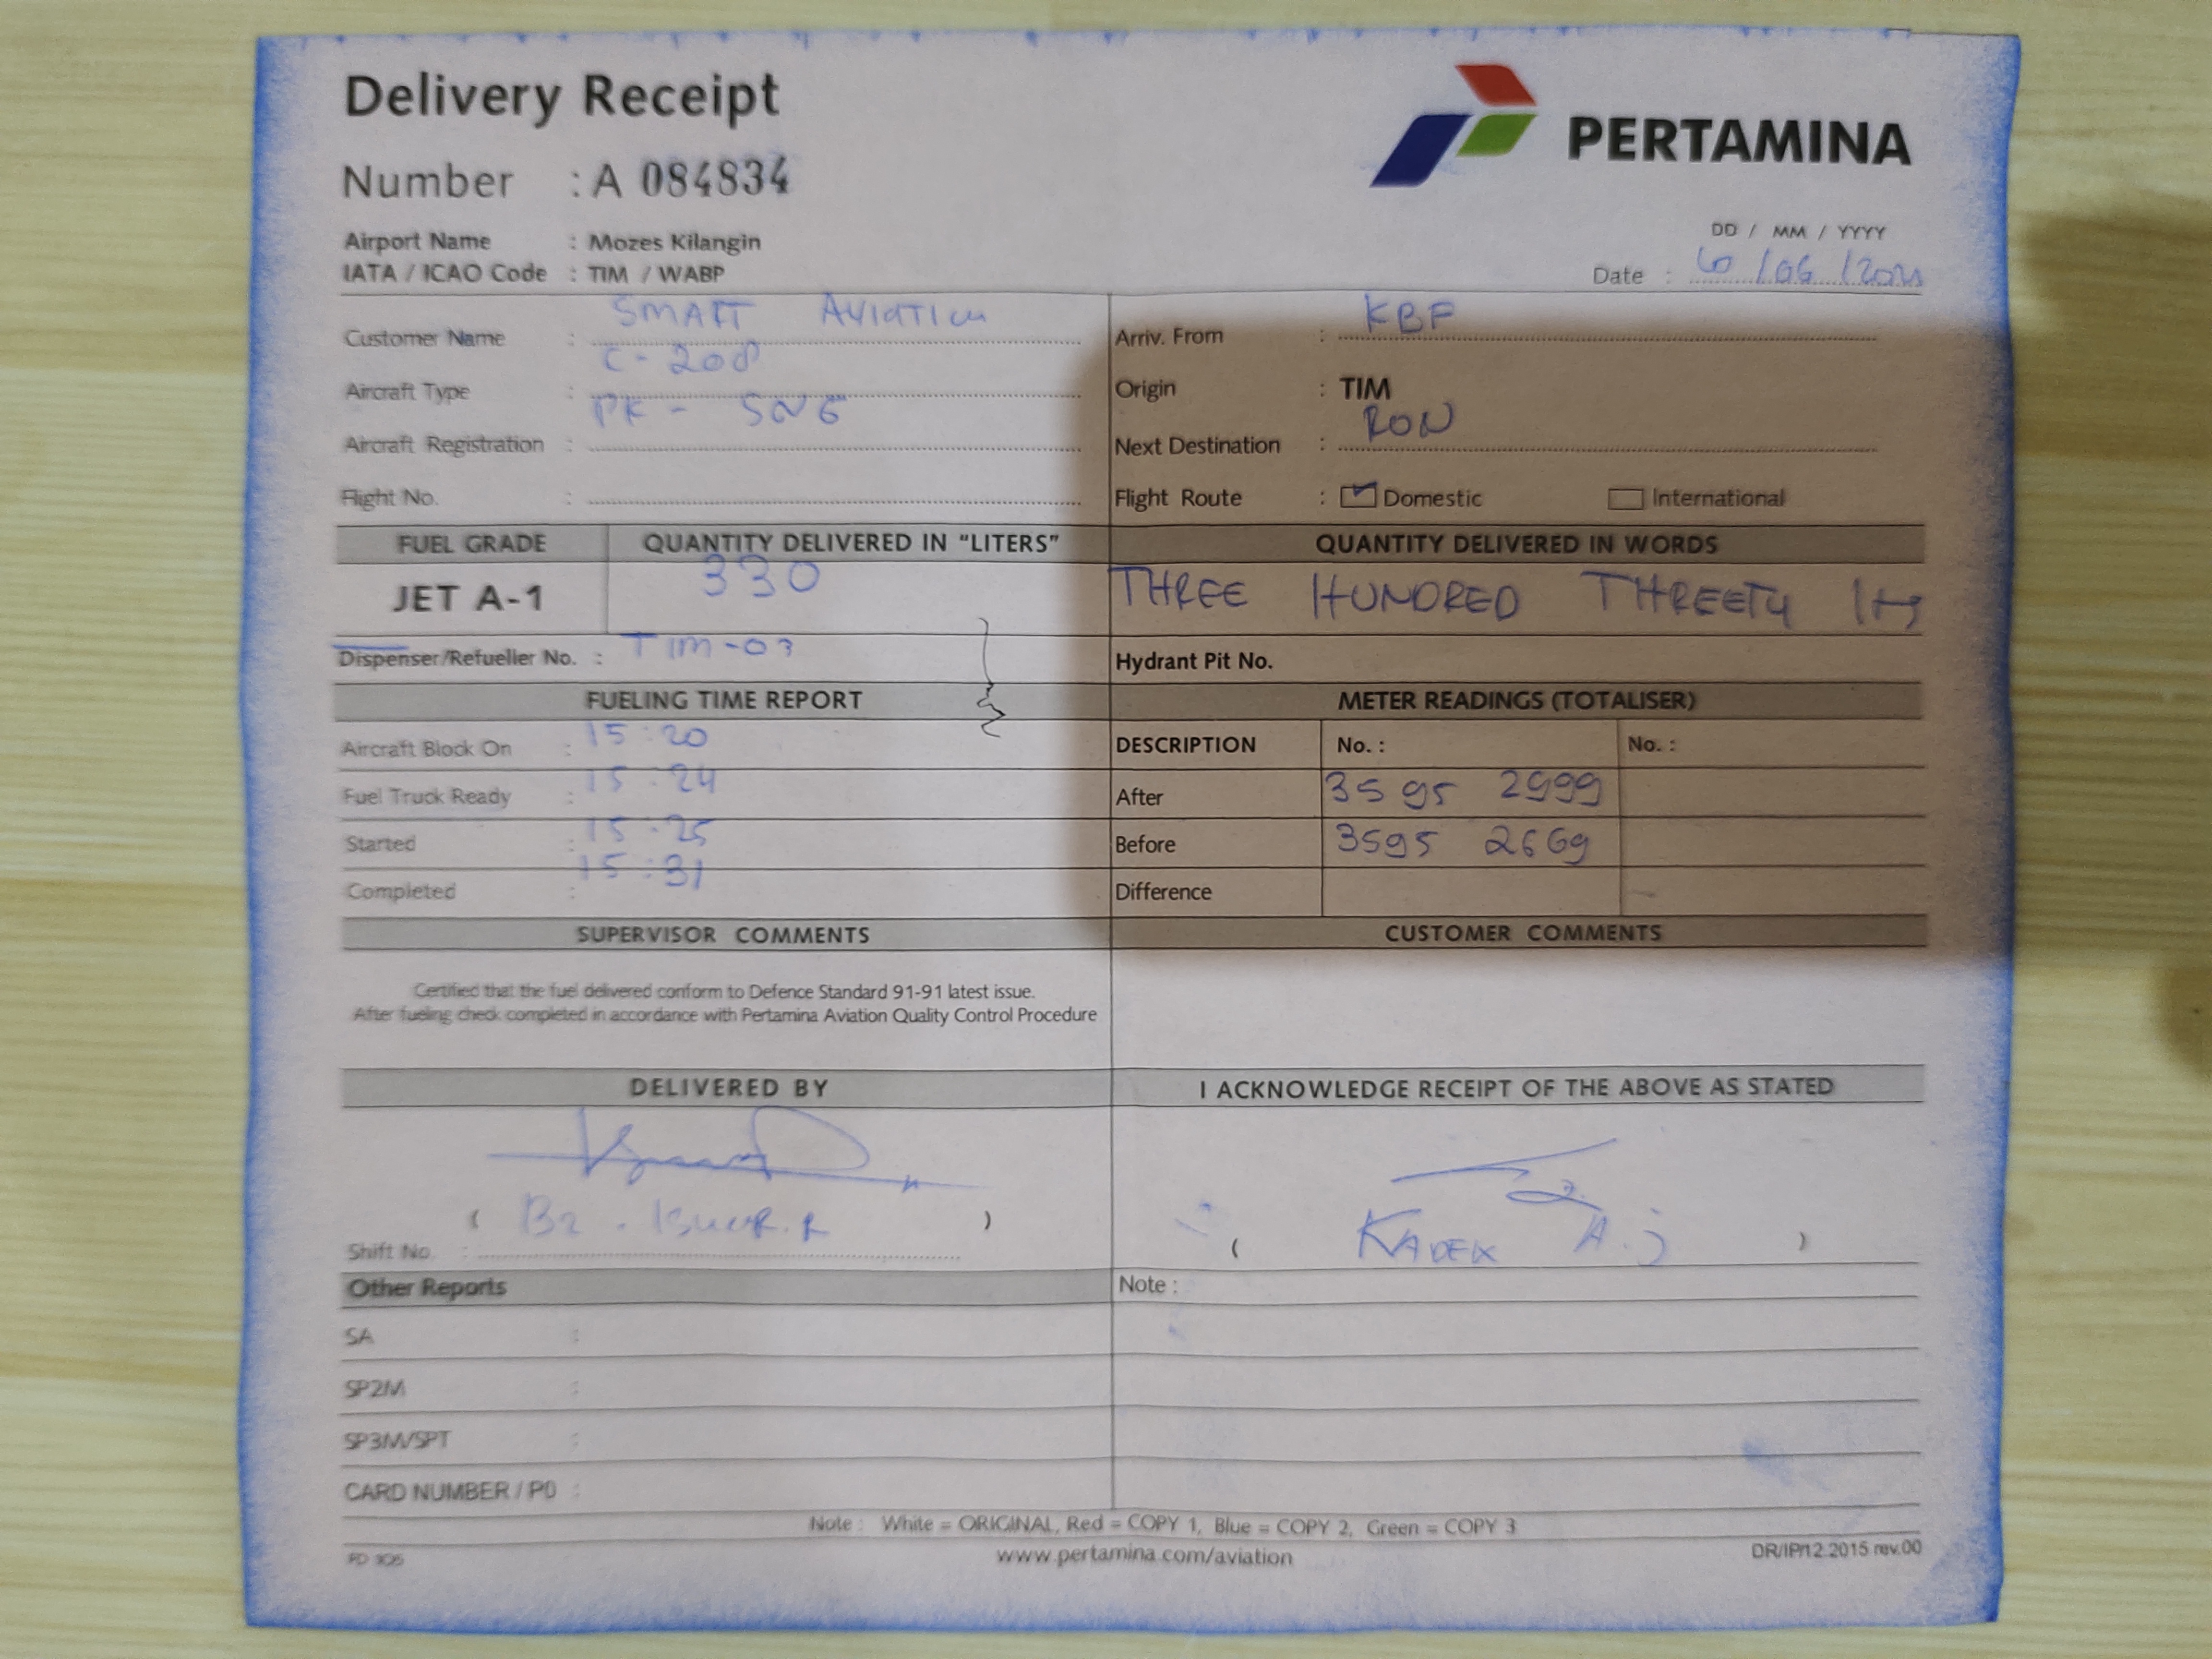 Delivery Receipt
PERTAMINA
Number : A 084834
Airport Name : Mozes Kilangin
IATA / ICAO Code : TIM / WABP
DD / MM / YYYY
Date : /06 /2021
Customer Name : SMART AVIATION
Arriv. From : KBF
Aircraft Type : C-208
Origin : TIM
Aircraft Registration : PK - SNG
Next Destination : RON
Flight No. :
Flight Route : Domestic International
FUEL GRADE QUANTITY DELIVERED IN "LITERS" QUANTITY DELIVERED IN WORDS
JET A-1 330 THREE HUNDRED THREETY
Dispenser/Refueller No. : TIM-03
Hydrant Pit No.
FUELING TIME REPORT METER READINGS (TOTALISER)
Aircraft Block On : 15:20
DESCRIPTION No. : No. :
Fuel Truck Ready : 15:24
After 3595 2999
Started : 15:25
Before 3595 2669
Completed : 15:31
Difference
SUPERVISOR COMMENTS CUSTOMER COMMENTS
Certified that the fuel delivered conform to Defence Standard 91-91 latest issue.
After fueling check completed in accordance with Pertamina Aviation Quality Control Procedure
DELIVERED BY I ACKNOWLEDGE RECEIPT OF THE ABOVE AS STATED
( B2 . )
( KADEK A.J )
Shift No. :
Other Reports
Note :
SA :
SP2M :
SP3M/SPT :
CARD NUMBER / PO :
Note : White = ORIGINAL, Red = COPY 1, Blue = COPY 2, Green = COPY 3
www.pertamina.com/aviation
DR/IP/12.2015 rev.00